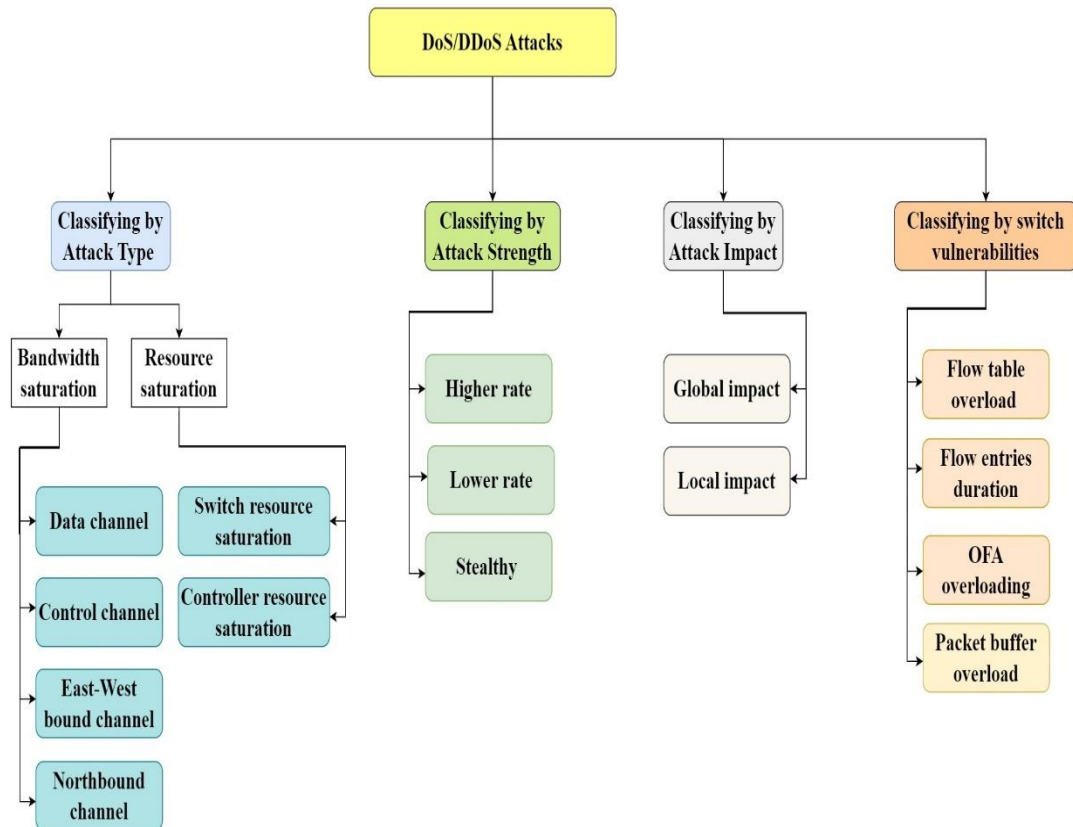 DoS/DDoS Attacks
Classifying by
Attack Type
Classifying by
Attack Strength
Classifying by
Attack Impact
Classifying by switch
vulnerabilities
Bandwidth
saturation
Resource
saturation
Data channel
Control channel
East-West
bound channel
Northbound
channel
Switch resource
saturation
Controller resource
saturation
Higher rate
Lower rate
Stealthy
Global impact
Local impact
Flow table
overload
Flow entries
duration
OFA
overloading
Packet buffer
overload